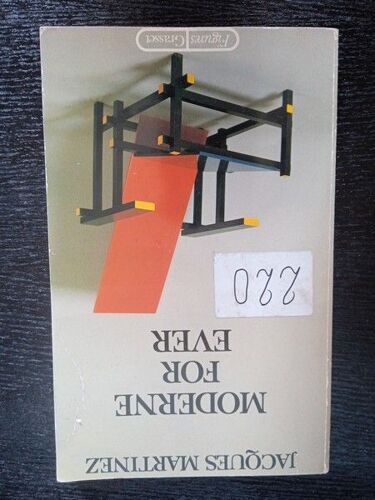 JACQUES MARTINEZ
MODERNE
FOR
EVER
220
Figures Grasset